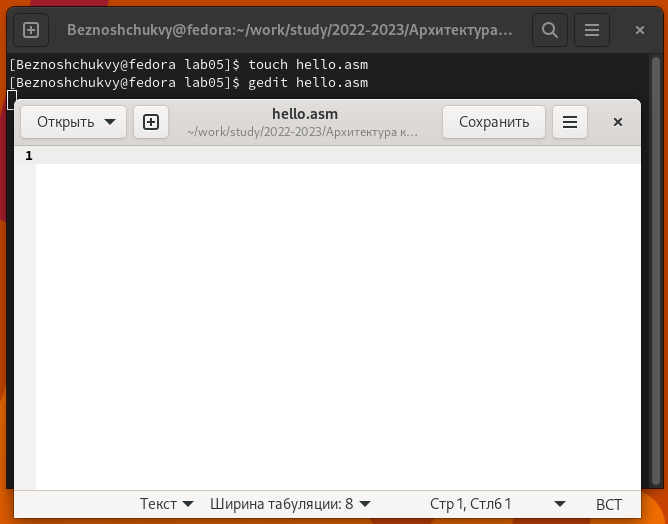 Beznoshchukvy@fedora:~/work/study/2022-2023/Архитектура...
[Beznoshchukvy@fedora lab05]$ touch hello.asm
[Beznoshchukvy@fedora lab05]$ gedit hello.asm
Открыть
hello.asm
~/work/study/2022-2023/Архитектура к...
Сохранить
1
Текст
Ширина табуляции: 8
Стр 1, Стлб 1
ВСТ